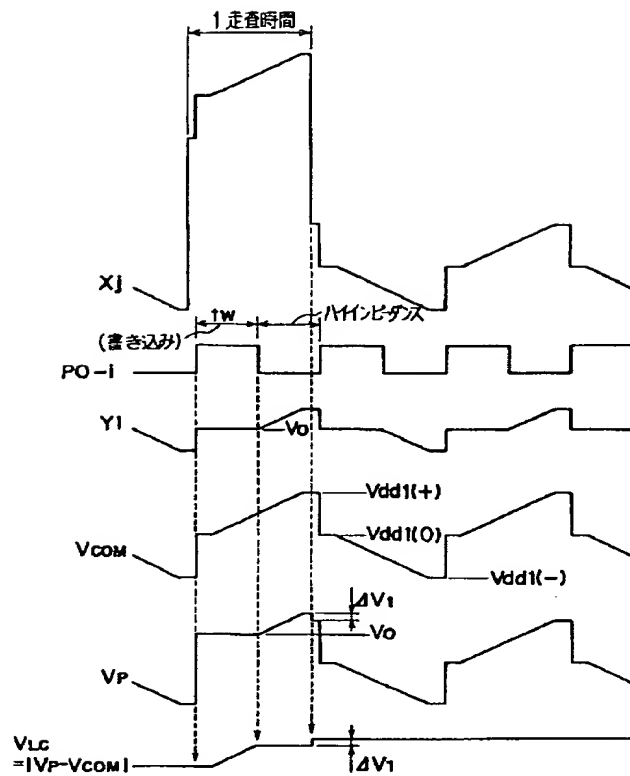 1走査時間
Xj
tw
ハイインピーダンス
(書き込み)
PO-i
Yi
Vo
Vdd1(+)
Vdd1(0)
VCOM
Vdd1(-)
ΔV1
Vo
VP
VLC
=|VP-VCOM|
ΔV1